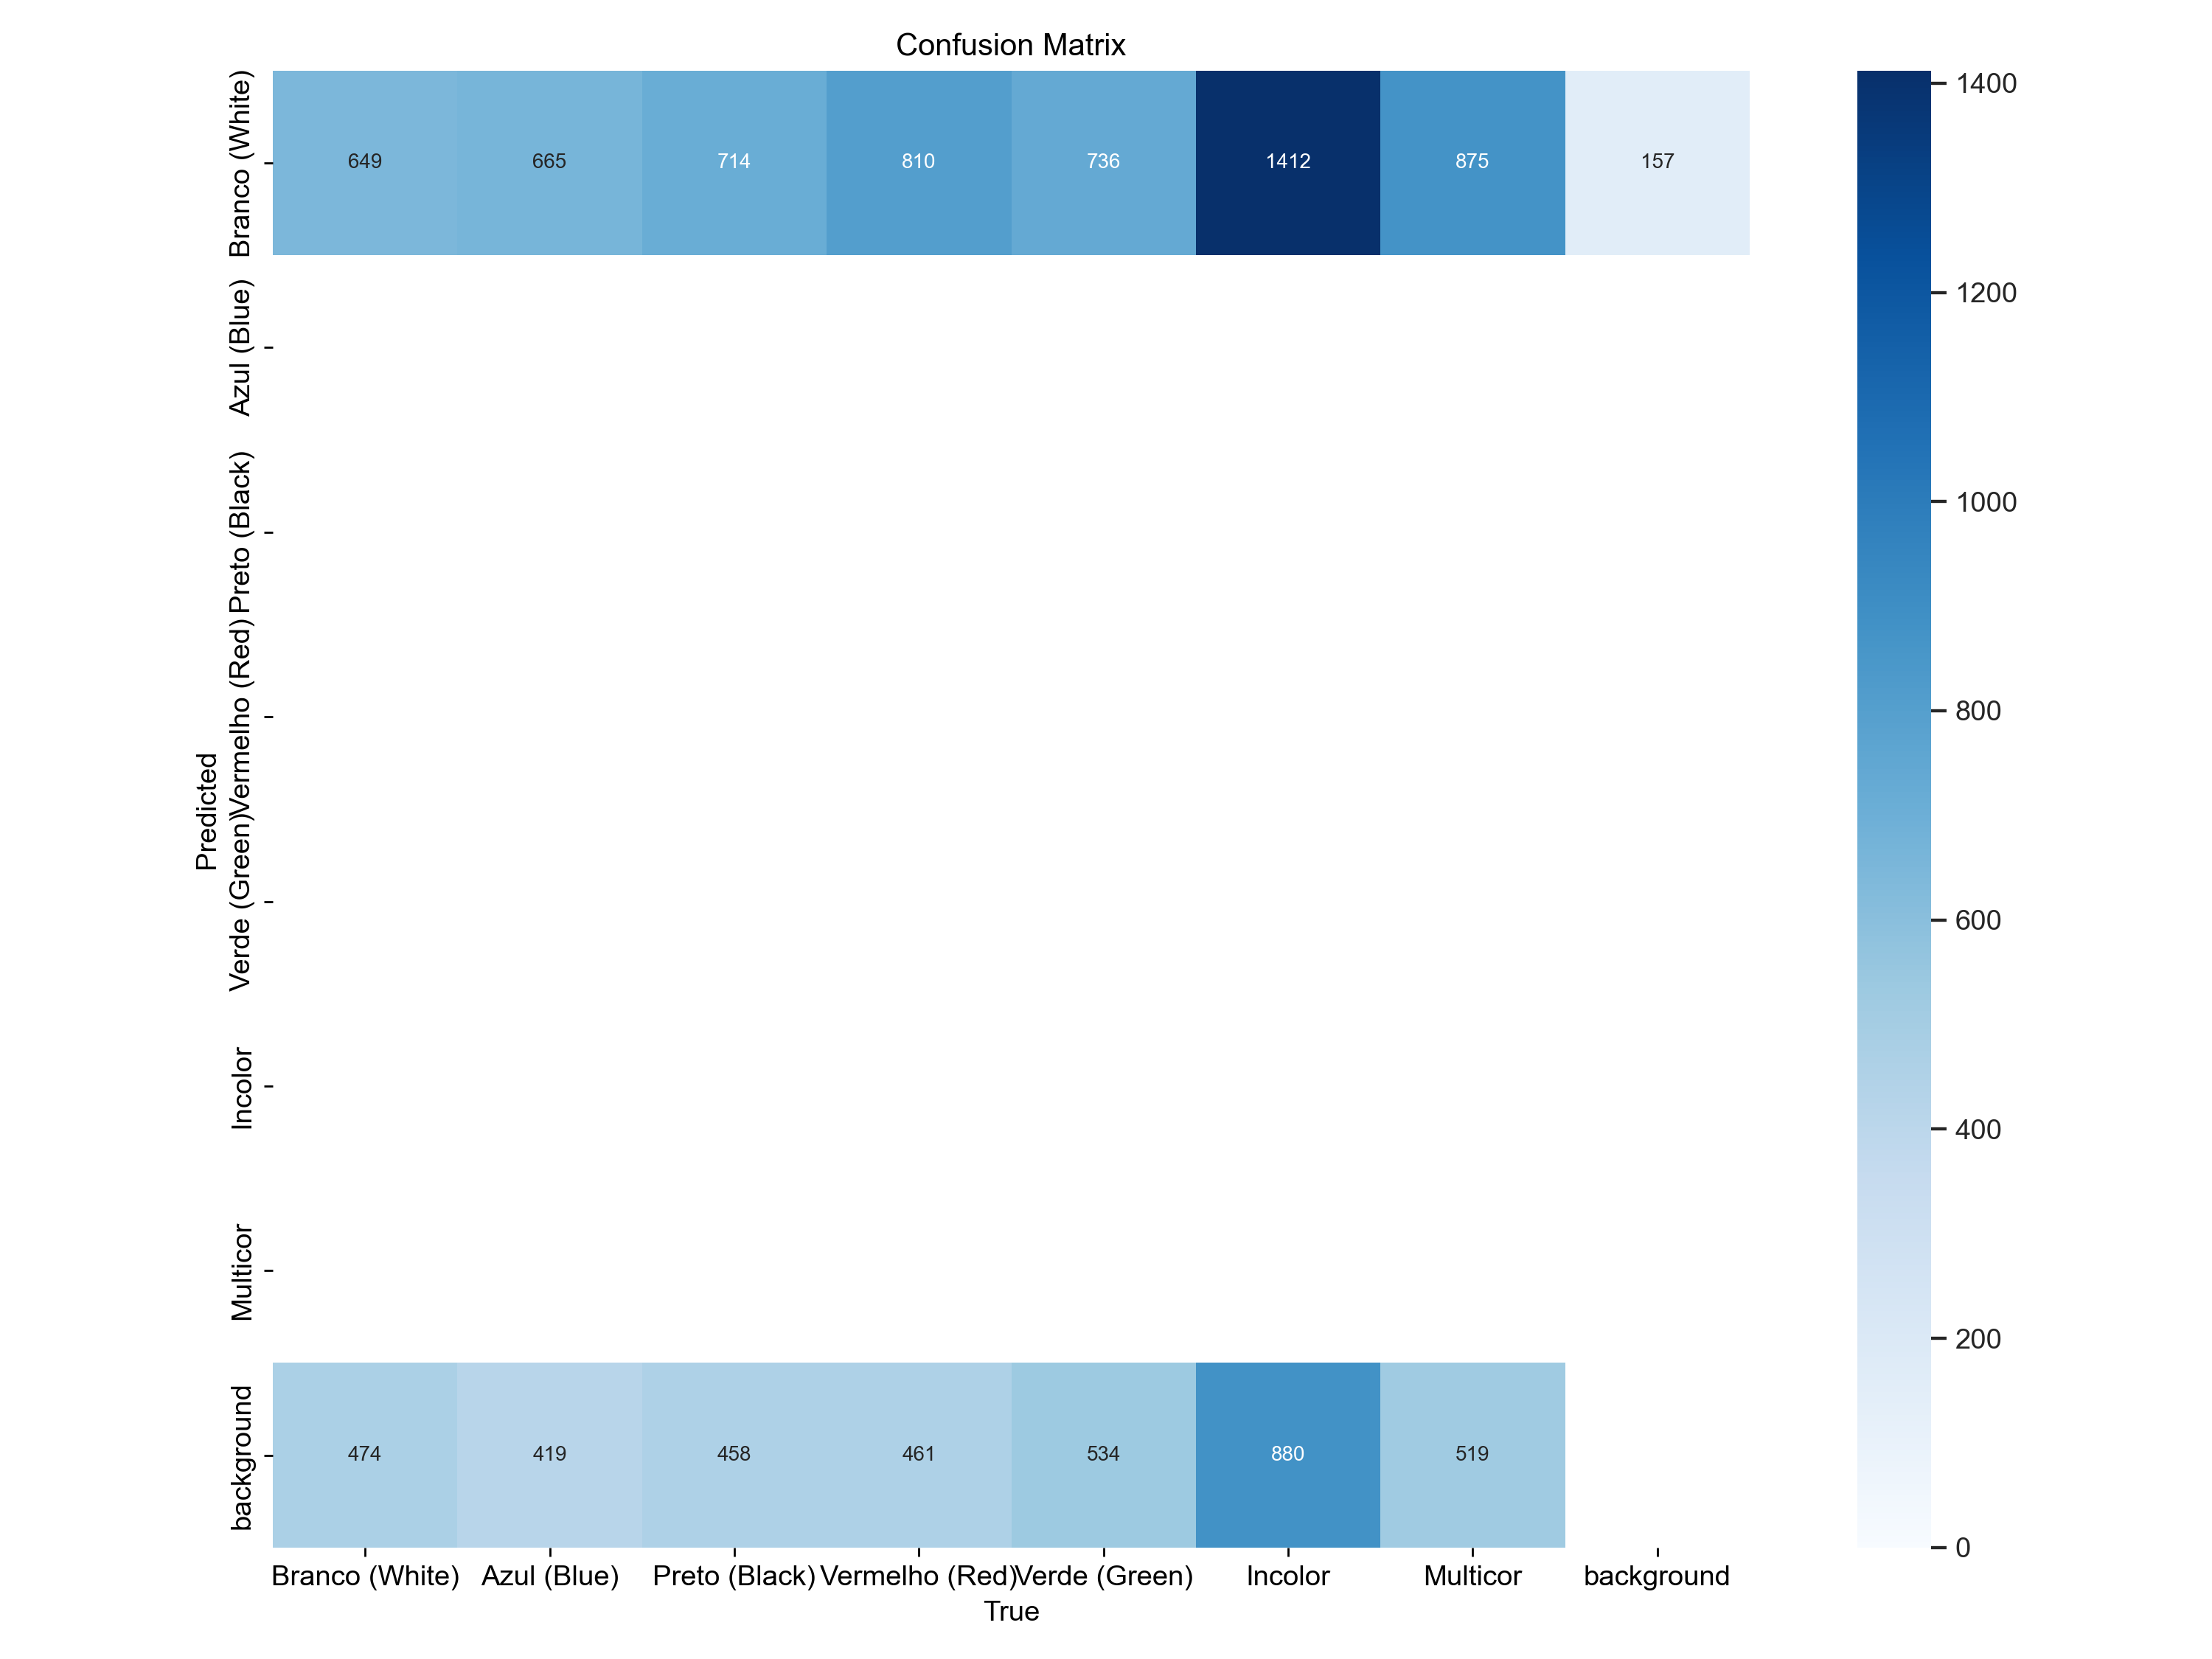 Confusion Matrix
Branco (White)
649 665 714 810 736 1412 875 157
Azul (Blue)
Preto (Black)
Vermelho (Red)
Verde (Green)
Incolor
Multicor
background
474 419 458 461 534 880 519
Predicted
Branco (White) Azul (Blue) Preto (Black) Vermelho (Red) Verde (Green) Incolor Multicor background
True
1400
1200
1000
800
600
400
200
0